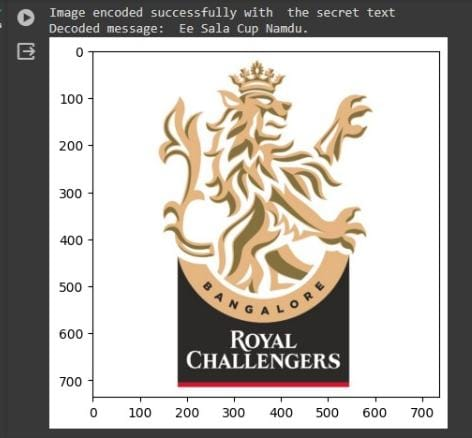 Image encoded successfully with  the secret text
Decoded message:  Ee Sala Cup Namdu.
0
100
200
300
400
500
600
700
BANGALORE
ROYAL
CHALLENGERS
0 100 200 300 400 500 600 700